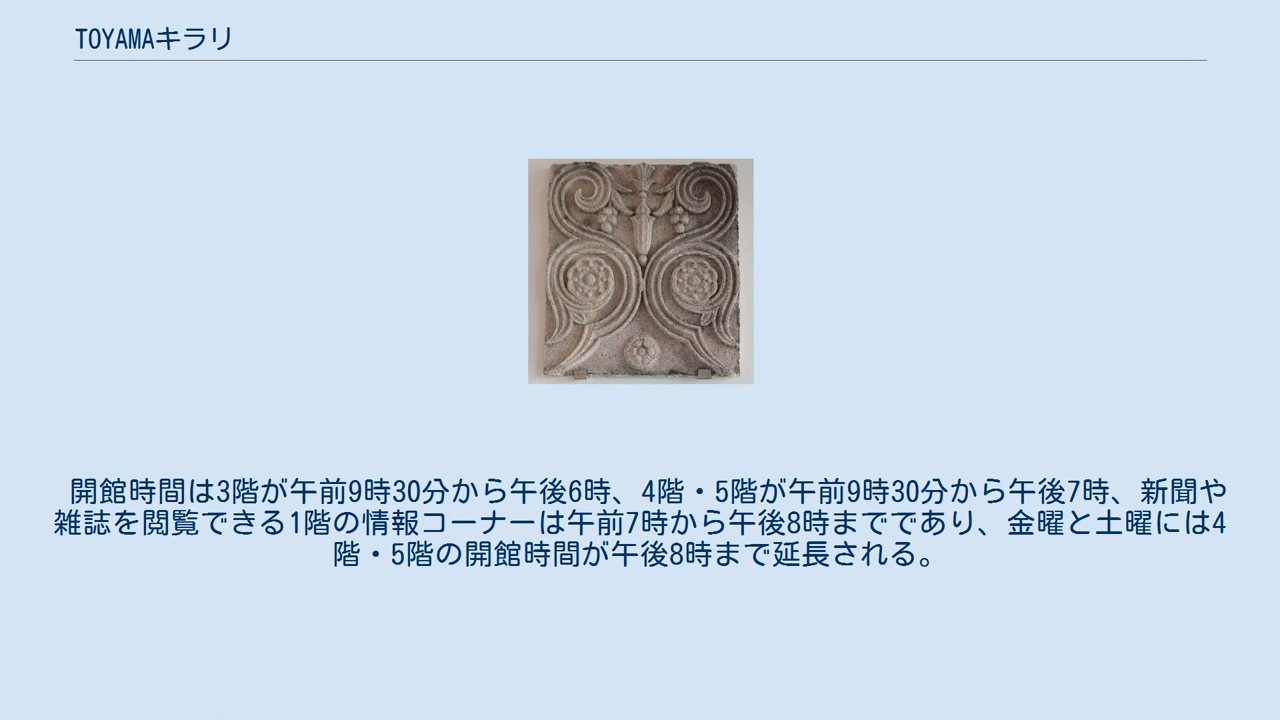 TOYAMAキラリ
開館時間は3階が午前9時30分から午後6時、4階・5階が午前9時30分から午後7時、新聞や
雑誌を閲覧できる1階の情報コーナーは午前7時から午後8時までであり、金曜と土曜には4
階・5階の開館時間が午後8時まで延長される。